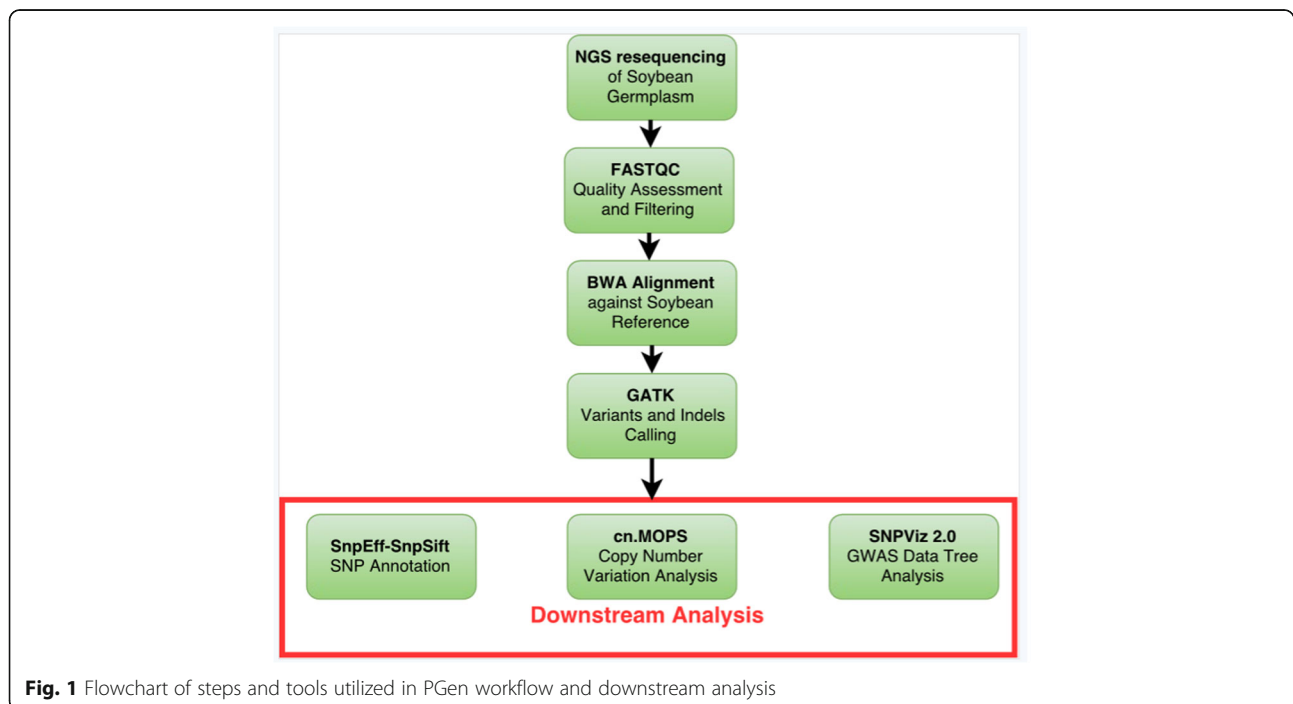 NGS resequencing
of Soybean
Germplasm
FASTQC
Quality Assessment
and Filtering
BWA Alignment
against Soybean
Reference
GATK
Variants and Indels
Calling
SnpEff-SnpSift
SNP Annotation
cn.MOPS
Copy Number
Variation Analysis
SNPViz 2.0
GWAS Data Tree
Analysis
Downstream Analysis
Fig. 1 Flowchart of steps and tools utilized in PGen workflow and downstream analysis